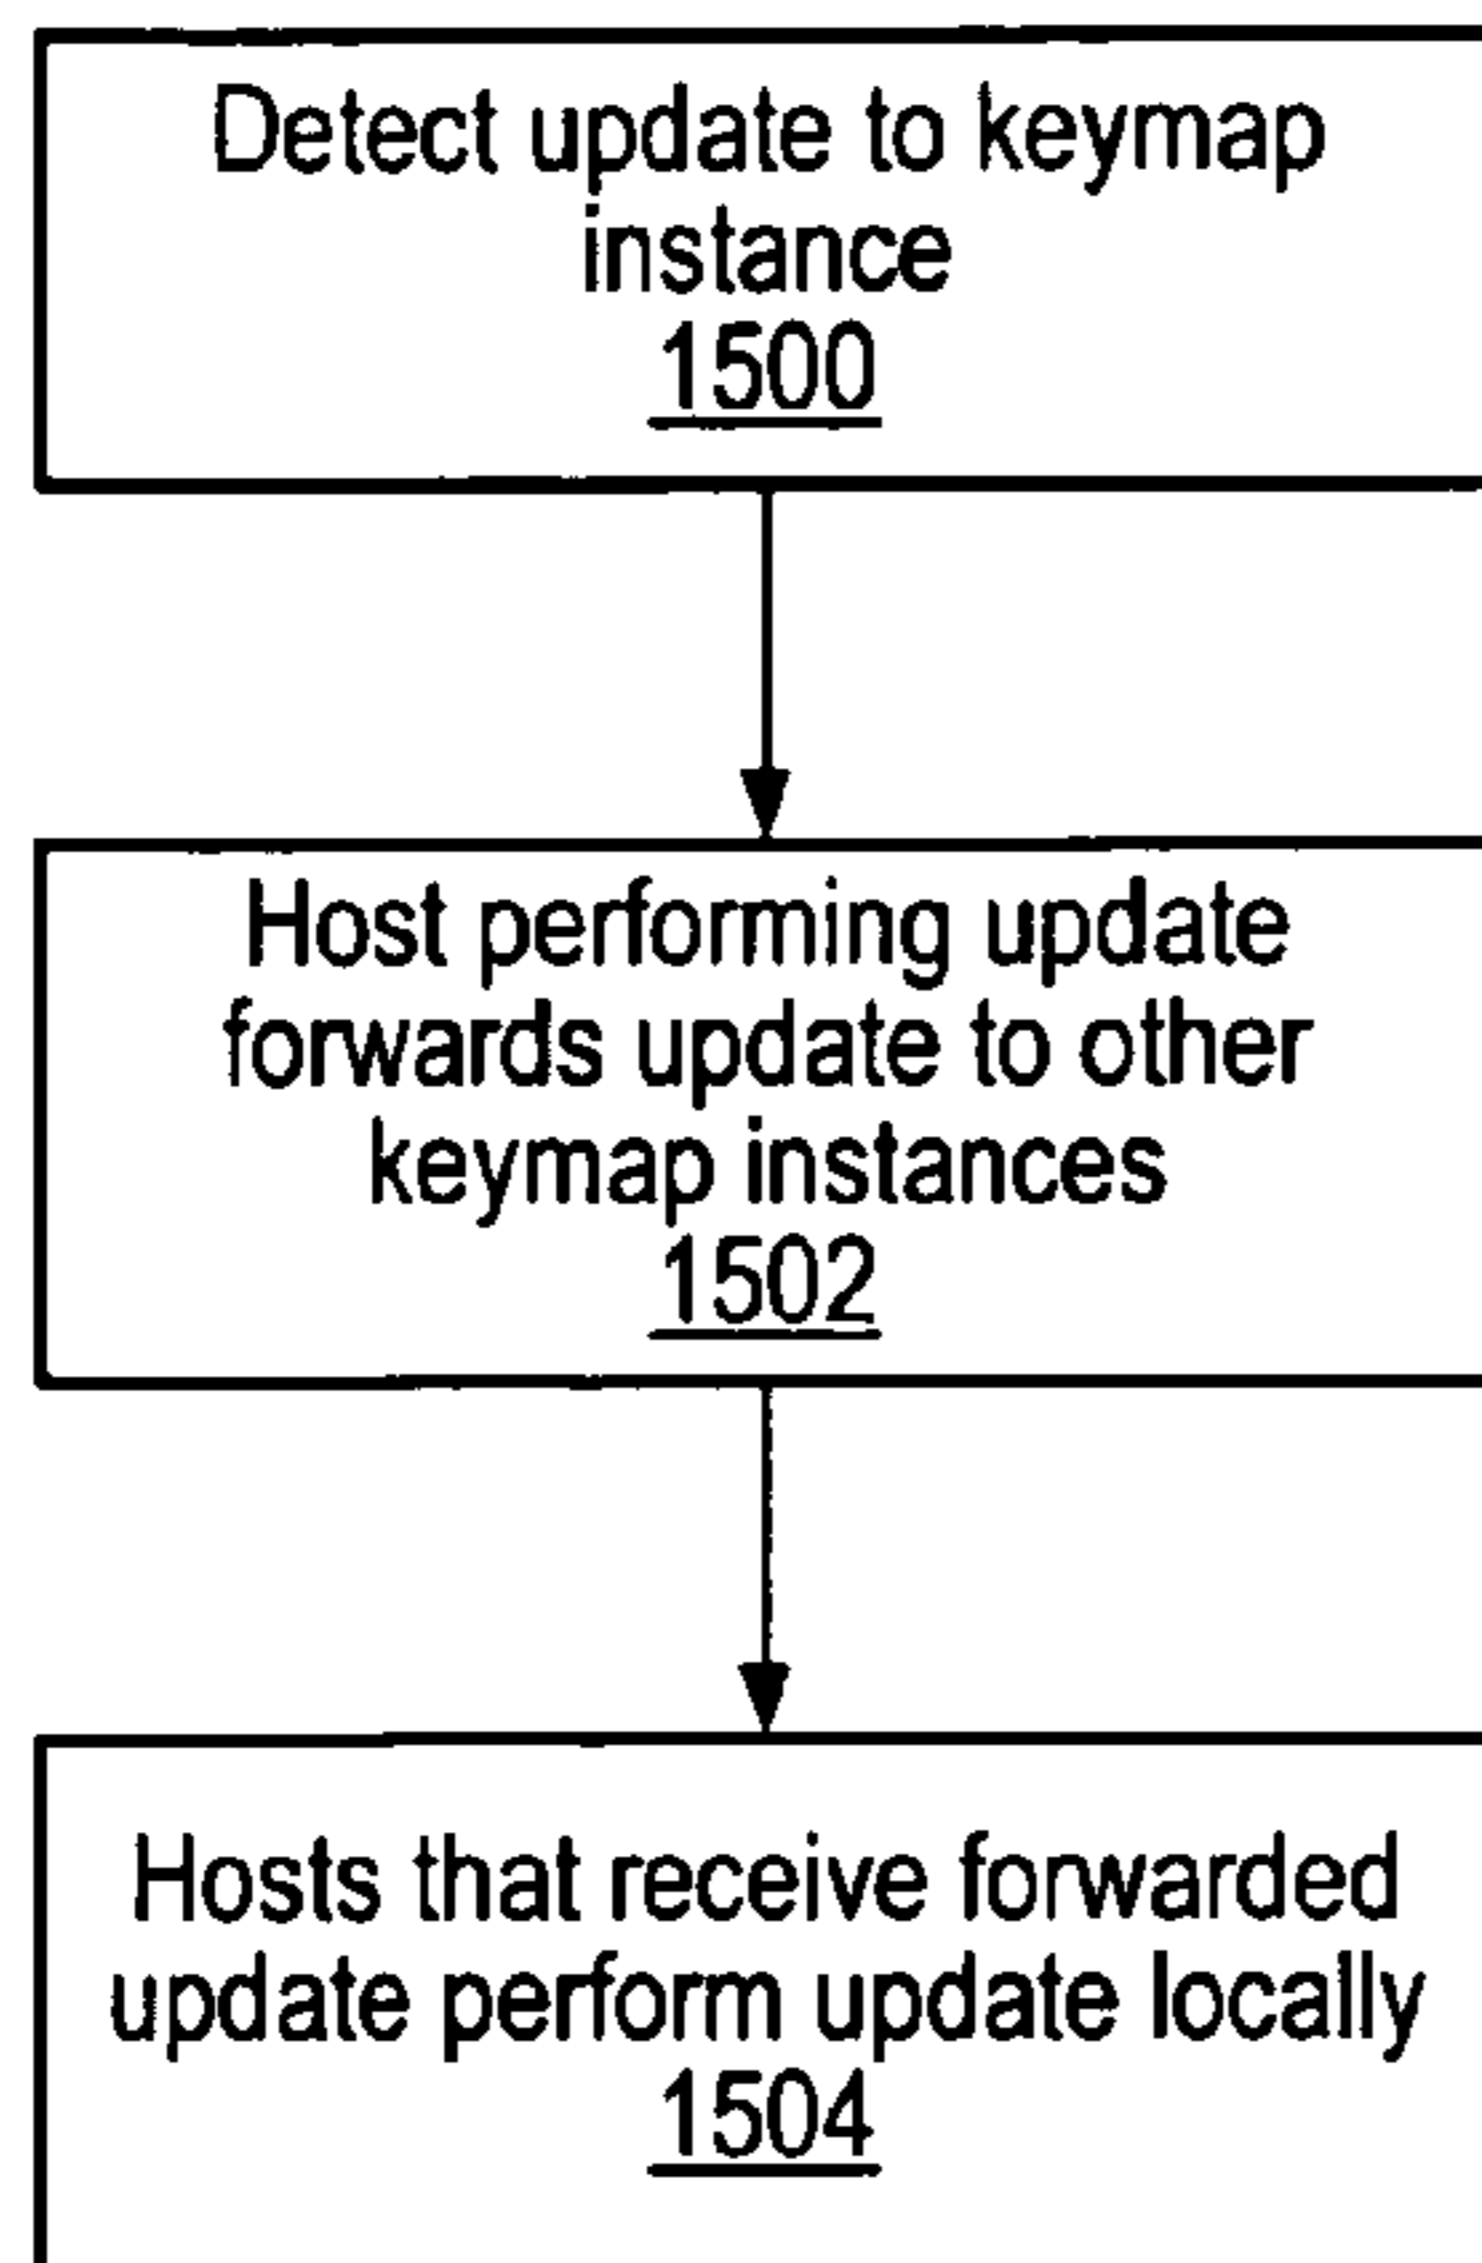 Detect update to keymap
instance
1500
Host performing update
forwards update to other
keymap instances
1502
Hosts that receive forwarded
update perform update locally
1504